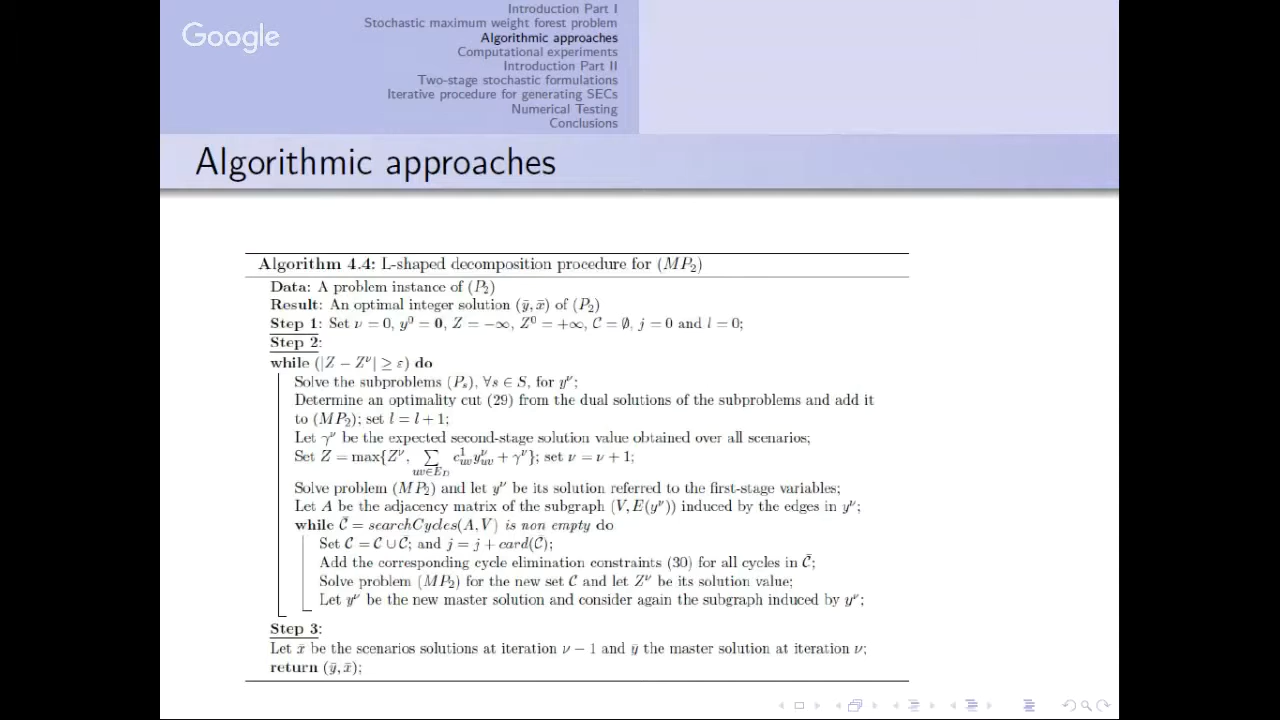 Google
Introduction Part I
Stochastic maximum weight forest problem
Algorithmic approaches
Computational experiments
Introduction Part II
Two-stage stochastic formulations
Iterative procedure for generating SECs
Numerical Testing
Conclusions
Algorithmic approaches
Algorithm 4.4: L-shaped decomposition procedure for (MP₂)
Data: A problem instance of (P₂)
Result: An optimal integer solution (ȳ, x̄) of (P₂)
Step 1: Set ν = 0, y⁰ = 0, Z = −∞, Z⁰ = +∞, 𝒞 = ∅, j = 0 and l = 0;
Step 2:
while (|Z − Z^ν| ≥ ε) do
Solve the subproblems (P_s), ∀s ∈ S, for y^ν;
Determine an optimality cut (29) from the dual solutions of the subproblems and add it
to (MP₂); set l = l + 1;
Let γ^ν be the expected second-stage solution value obtained over all scenarios;
Set Z = max{Z^ν, ∑_{uv∈E_D} c¹_{uv} y^ν_{uv} + γ^ν}; set ν = ν + 1;
Solve problem (MP₂) and let y^ν be its solution referred to the first-stage variables;
Let A be the adjacency matrix of the subgraph (V, E(y^ν)) induced by the edges in y^ν;
while 𝒞̄ = searchCycles(A, V) is non empty do
Set 𝒞 = 𝒞 ∪ 𝒞̄; and j = j + card(𝒞̄);
Add the corresponding cycle elimination constraints (30) for all cycles in 𝒞̄;
Solve problem (MP₂) for the new set 𝒞 and let Z^ν be its solution value;
Let y^ν be the new master solution and consider again the subgraph induced by y^ν;
Step 3:
Let x̄ be the scenarios solutions at iteration ν − 1 and ȳ the master solution at iteration ν;
return (ȳ, x̄);